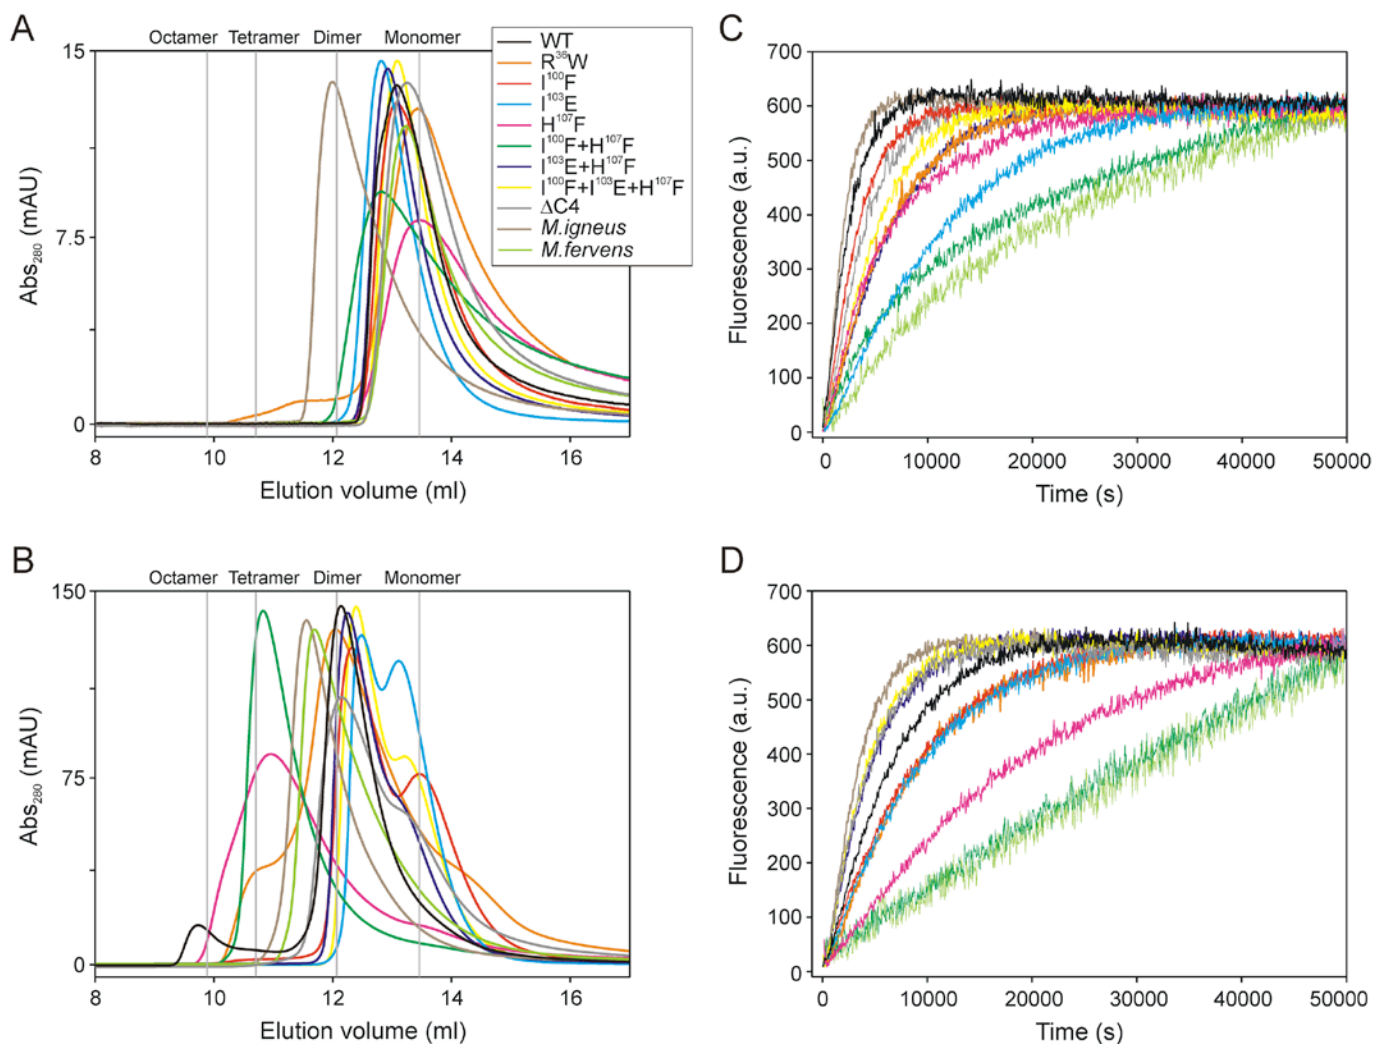 A
Octamer Tetramer Dimer Monomer
15
7.5
0
Abs₂₈₀ (mAU)
8 10 12 14 16
Elution volume (ml)
WT
R³⁸W
I¹⁰⁰F
I¹⁰³E
H¹⁰⁷F
I¹⁰⁰F+H¹⁰⁷F
I¹⁰³E+H¹⁰⁷F
I¹⁰⁰F+I¹⁰³E+H¹⁰⁷F
ΔC4
M.igneus
M.fervens
C
700
600
500
400
300
200
100
0
Fluorescence (a.u.)
0 10000 20000 30000 40000 50000
Time (s)
B
Octamer Tetramer Dimer Monomer
150
75
0
Abs₂₈₀ (mAU)
8 10 12 14 16
Elution volume (ml)
D
700
600
500
400
300
200
100
0
Fluorescence (a.u.)
0 10000 20000 30000 40000 50000
Time (s)